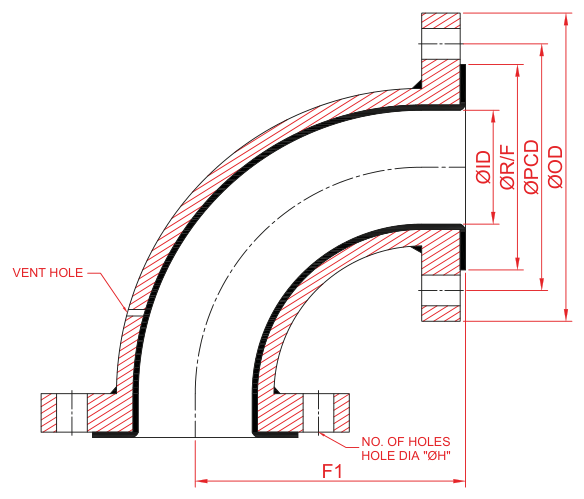 ØID
ØR/F
ØPCD
ØOD
VENT HOLE
NO. OF HOLES
HOLE DIA "ØH"
F1